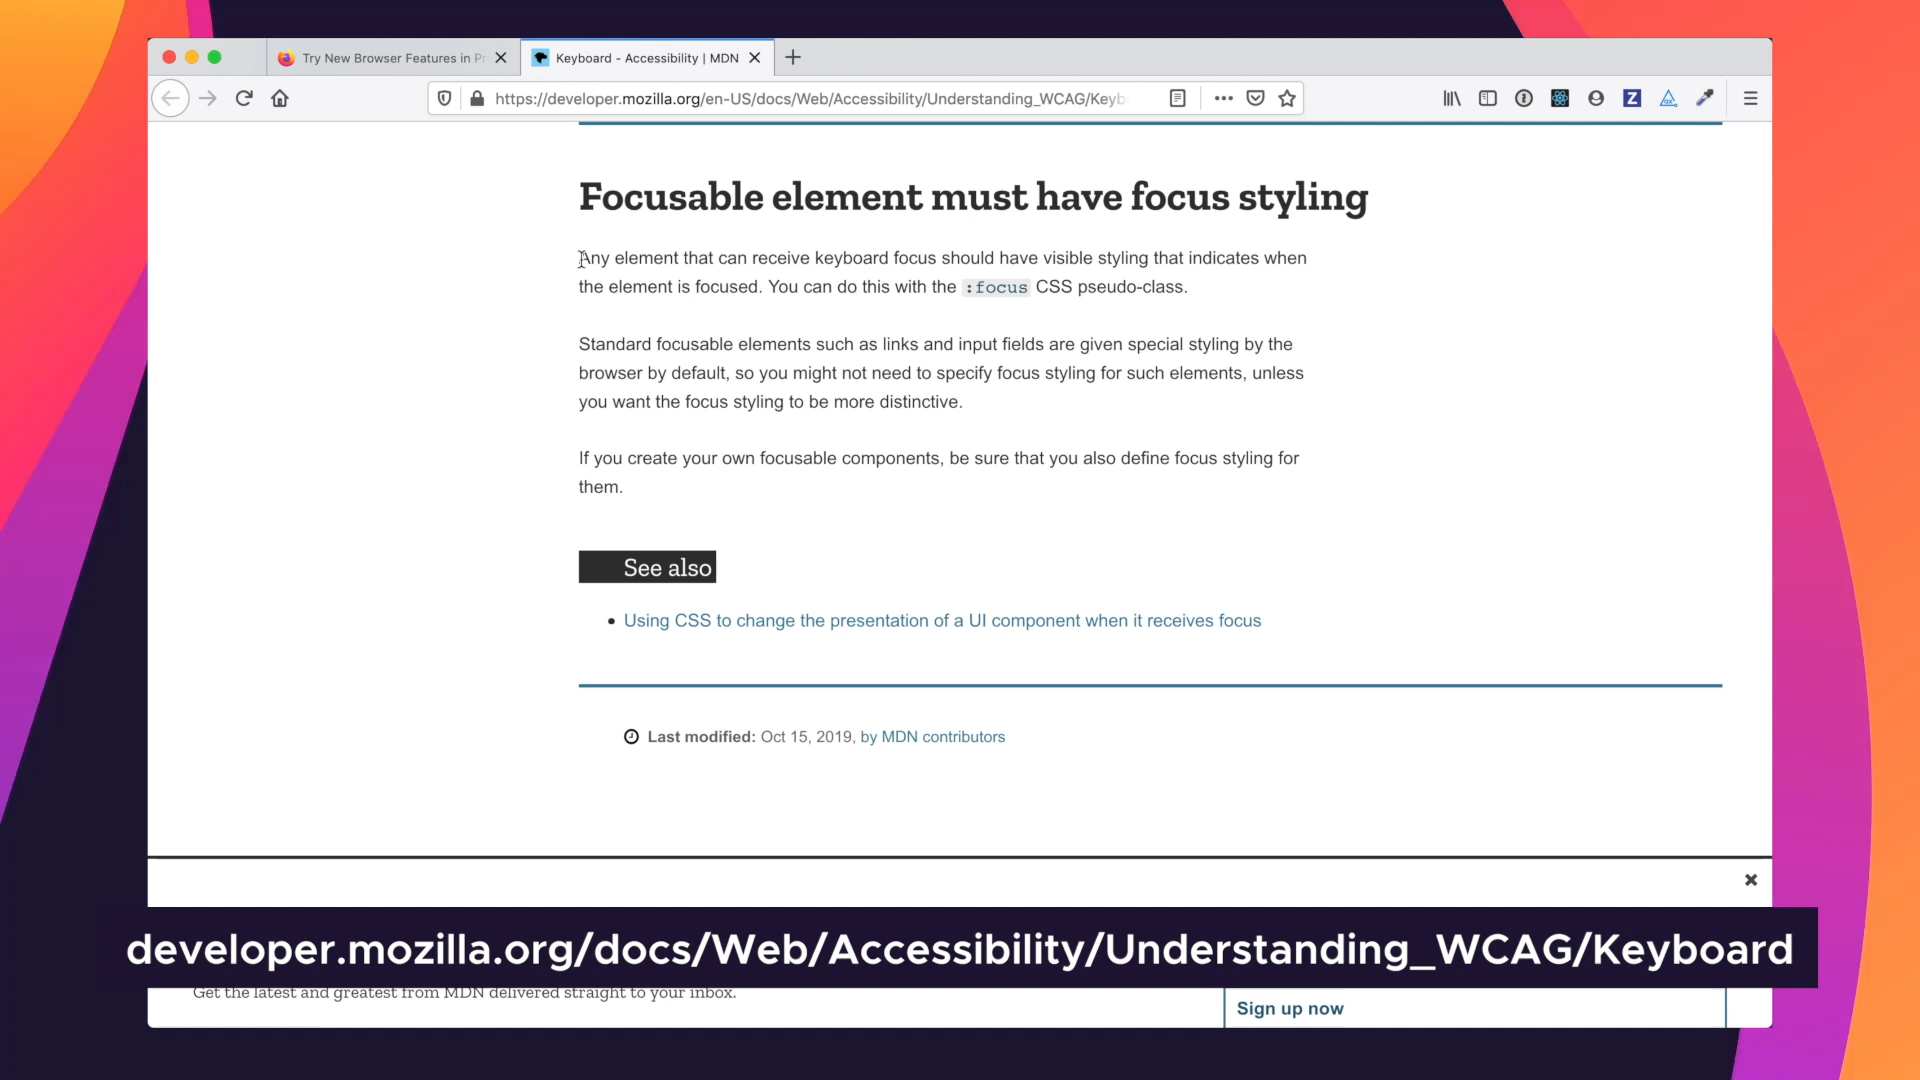 Try New Browser Features in Pr
Keyboard - Accessibility | MDN
https://developer.mozilla.org/en-US/docs/Web/Accessibility/Understanding_WCAG/Keyb
Focusable element must have focus styling
Any element that can receive keyboard focus should have visible styling that indicates when
the element is focused. You can do this with the :focus CSS pseudo-class.
Standard focusable elements such as links and input fields are given special styling by the
browser by default, so you might not need to specify focus styling for such elements, unless
you want the focus styling to be more distinctive.
If you create your own focusable components, be sure that you also define focus styling for
them.
See also
• Using CSS to change the presentation of a UI component when it receives focus
Last modified: Oct 15, 2019, by MDN contributors
developer.mozilla.org/docs/Web/Accessibility/Understanding_WCAG/Keyboard
Get the latest and greatest from MDN delivered straight to your inbox.
Sign up now